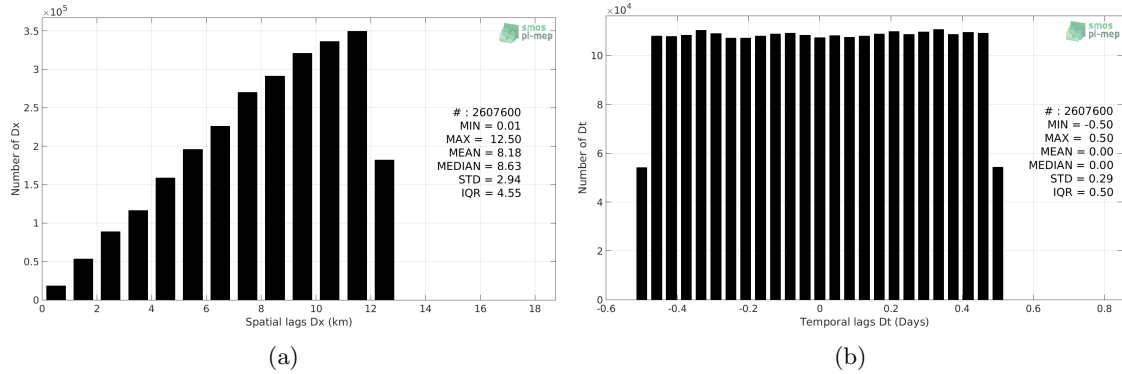 ×10⁵
3.5
3
2.5
2
1.5
1
0.5
0
Number of Dx
0 2 4 6 8 10 12 14 16 18
Spatial lags Dx (km)
smos
pi-mep
# : 2607600
MIN = 0.01
MAX = 12.50
MEAN = 8.18
MEDIAN = 8.63
STD = 2.94
IQR = 4.55
(a)
×10⁴
10
8
6
4
2
0
Number of Dt
-0.6 -0.4 -0.2 0 0.2 0.4 0.6 0.8
Temporal lags Dt (Days)
smos
pi-mep
# : 2607600
MIN = -0.50
MAX = 0.50
MEAN = 0.00
MEDIAN = 0.00
STD = 0.29
IQR = 0.50
(b)